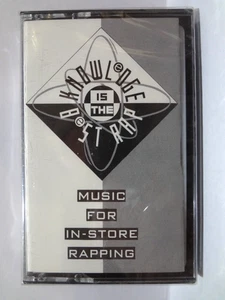 KNOWLEDGE
IS THE
BEST RAP
MUSIC
FOR
IN-STORE
RAPPING